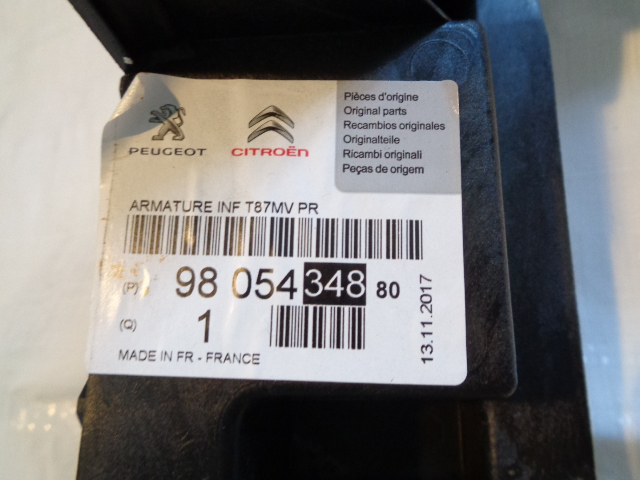 PEUGEOT
CITROËN
Pièces d'origine
Original parts
Recambios originales
Originalteile
Ricambi originali
Peças de origem
ARMATURE INF T87MV PR
(P) 98 054 348 80
(Q) 1
13.11.2017
MADE IN FR - FRANCE